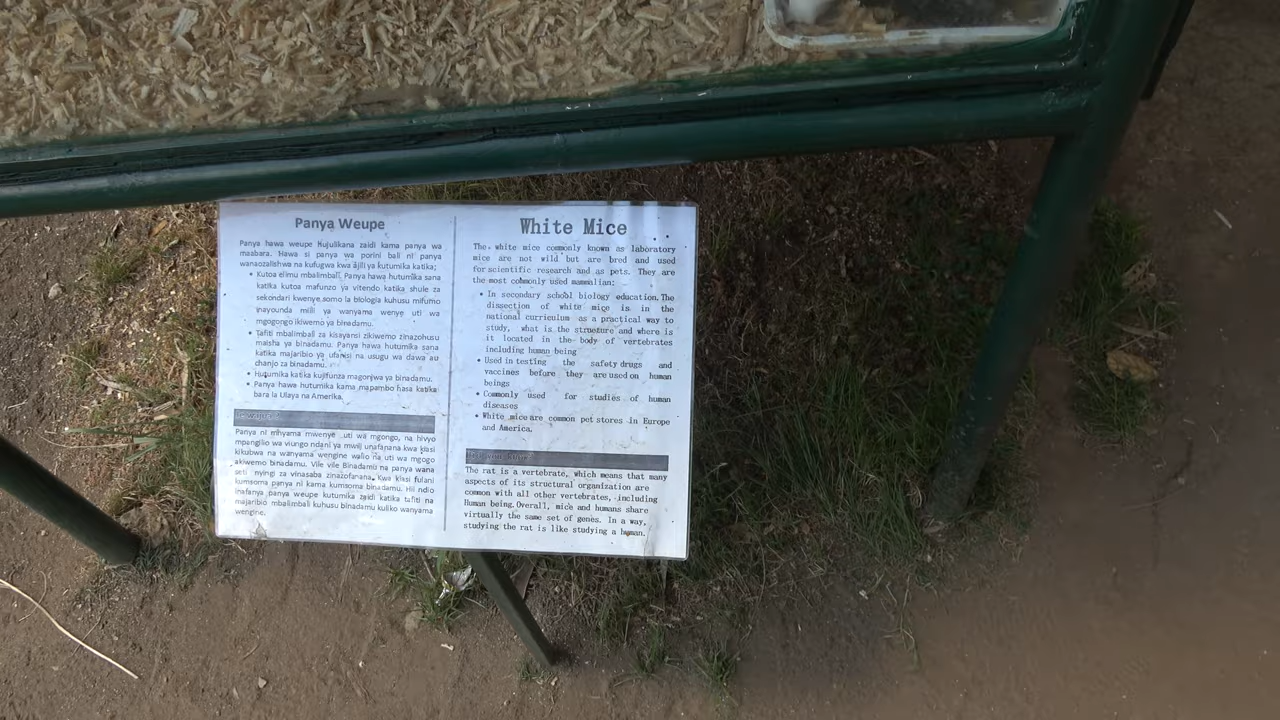 Panya Weupe
Panya hawa weupe Hujulikana zaidi kama panya wa
maabara. Hawa si panya wa porini bali ni panya
wanaozalishwa na kufugwa kwa ajili ya kutumika katika;
• Kutoa elimu mbalimbali. Panya hawa hutumika sana
katika kutoa mafunzo ya vitendo katika shule za
sekondari kwenye somo la biologia kuhusu mifumo
inayounda miili ya wanyama wenye uti wa
mgongo ikiwemo ya binadamu.
• Tafiti mbalimbali za kisayansi zikiwemo zinazohusu
maisha ya binadamu. Panya hawa hutumika sana
katika majaribio ya ufanisi na usugu wa dawa au
chanjo za binadamu.
• Hutumika katika kujifunza magonjwa ya binadamu.
• Panya hawa hutumika kama mapambo hasa katika
bara la Ulaya na Amerika.
Panya ni mnyama mwenye uti wa mgongo, na hivyo
mpangilio wa viungo ndani ya mwili unafanana kwa kiasi
kikubwa na wanyama wengine walio na uti wa mgogo
akiwemo binadamu. Vile vile Binadamu na panya wana
seti nyingi za vinasaba zinazofanana. Kwa kiasi fulani
kumsoma panya ni kama kumsoma binadamu. Hii ndio
inafanya panya weupe kutumika zaidi katika tafiti na
majaribio mbalimbali kuhusu binadamu kuliko wanyama
wengine.
White Mice
The white mice commonly known as laboratory
mice are not wild but are bred and used
for scientific research and as pets. They are
the most commonly used mammalian:
• In secondary school biology education. The
dissection of white mice is in the
national curriculum as a practical way to
study, what is the structure and where is
it located in the body of vertebrates
including human being
• Used in testing the safety drugs and
vaccines before they are used on human
beings
• Commonly used for studies of human
diseases
• White mice are common pet stores in Europe
and America.
The rat is a vertebrate, which means that many
aspects of its structural organization are
common with all other vertebrates, including
Human being. Overall, mice and humans share
virtually the same set of genes. In a way,
studying the rat is like studying a human.